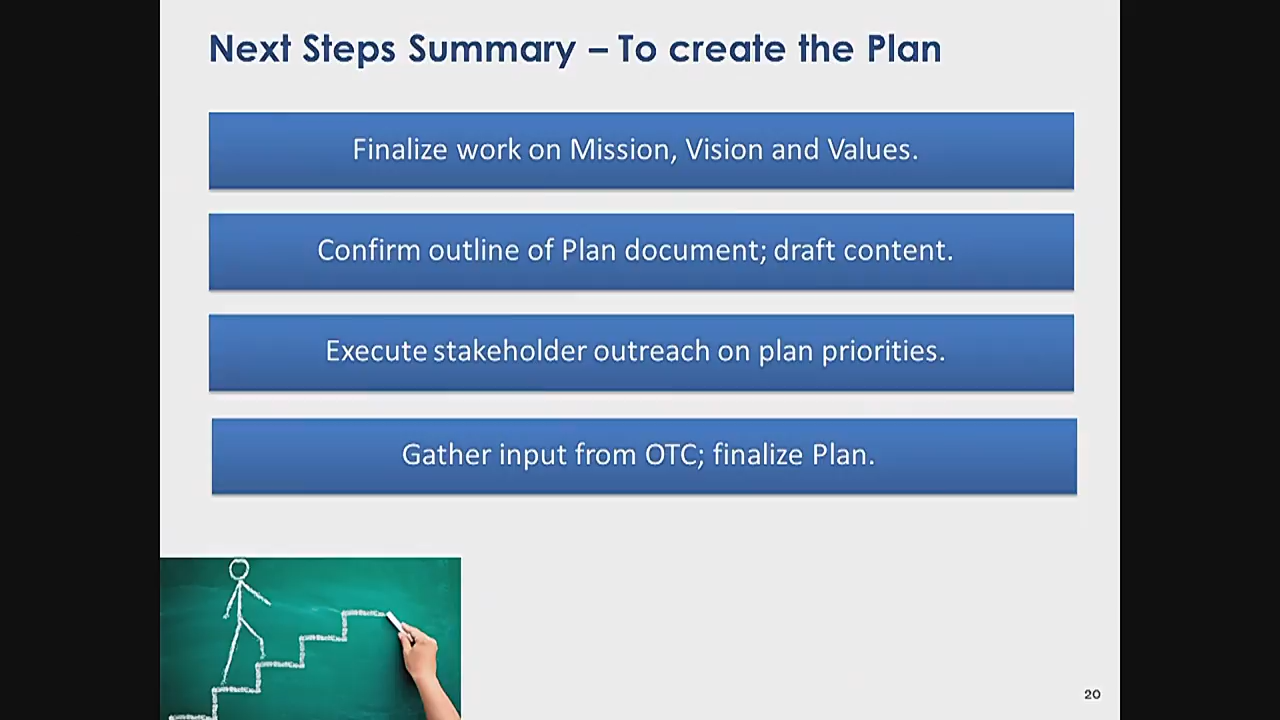 Next Steps Summary – To create the Plan
Finalize work on Mission, Vision and Values.
Confirm outline of Plan document; draft content.
Execute stakeholder outreach on plan priorities.
Gather input from OTC; finalize Plan.
20